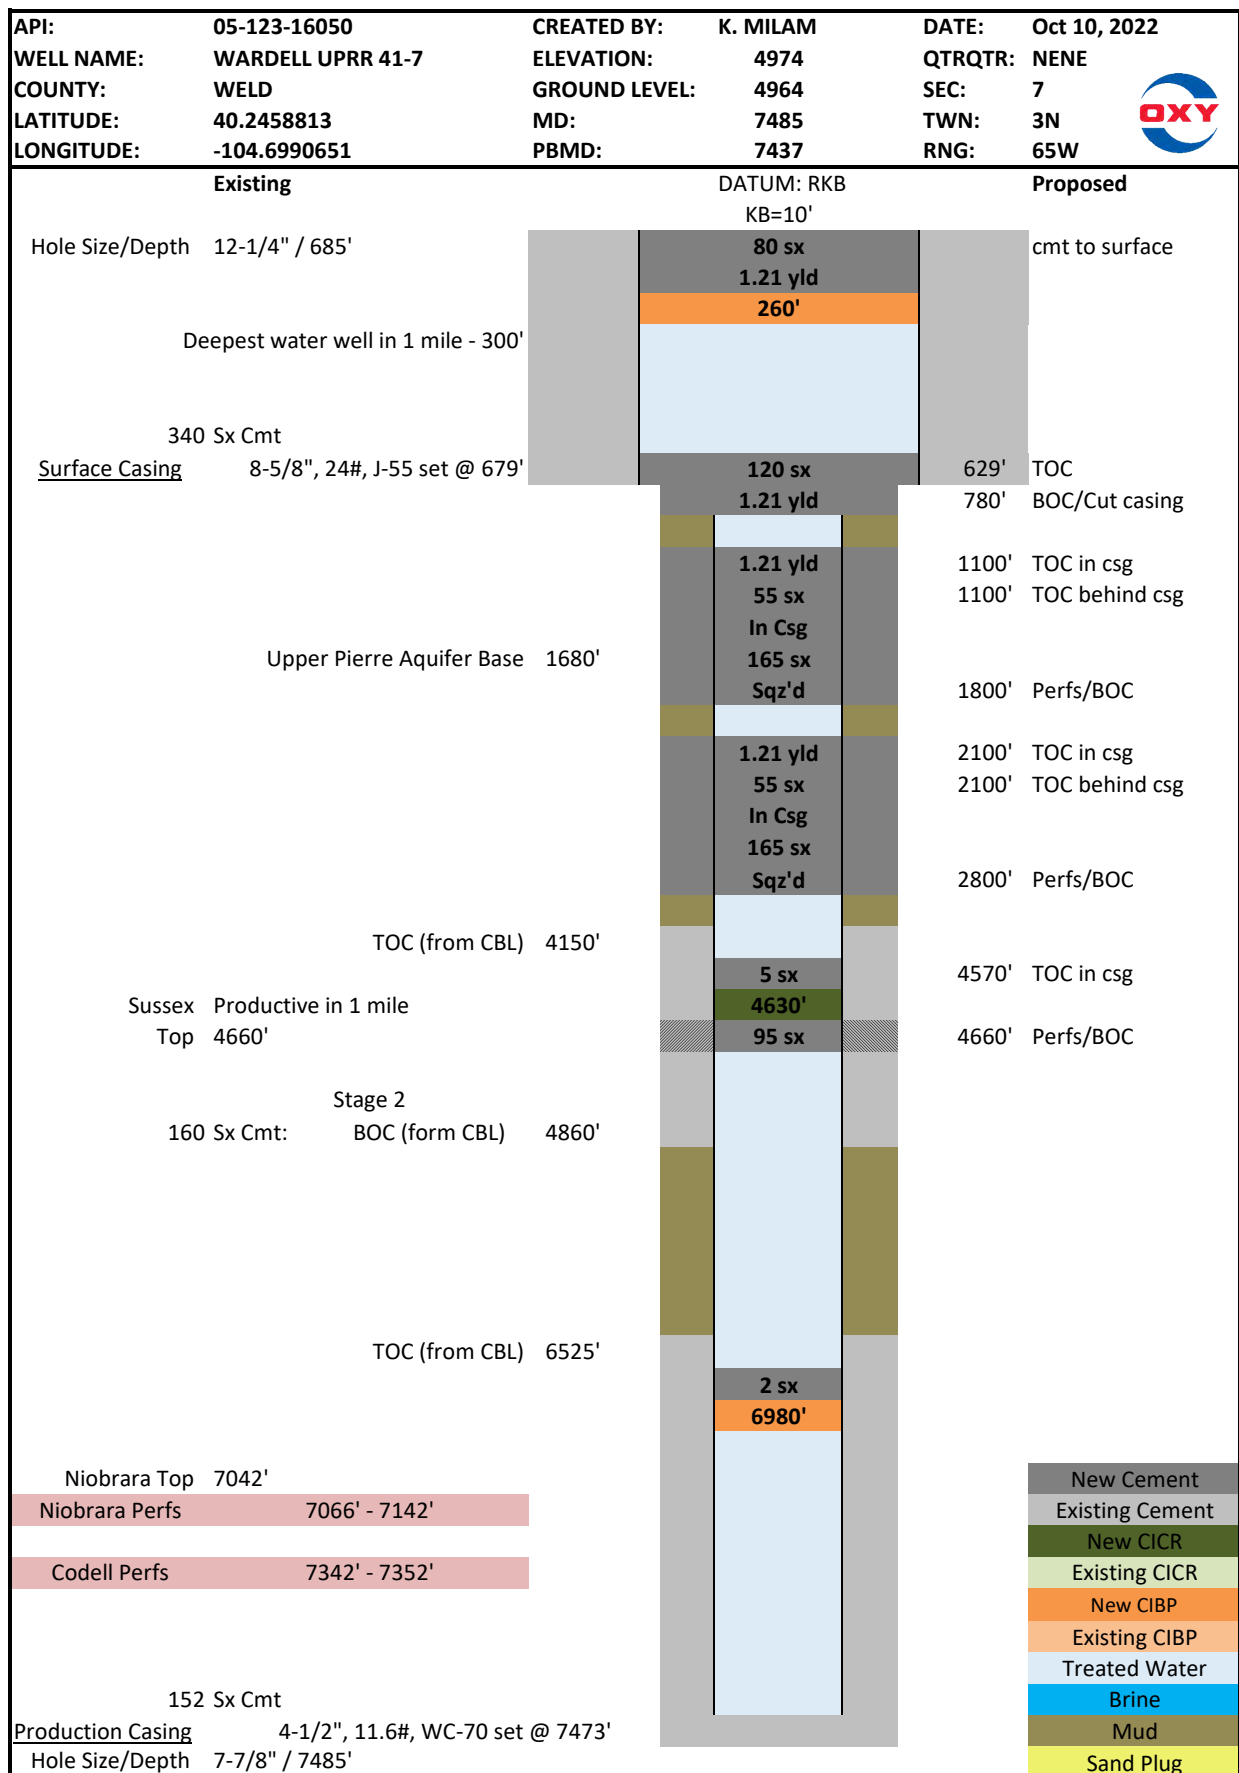 API: 05-123-16050 CREATED BY: K. MILAM DATE: Oct 10, 2022
WELL NAME: WARDELL UPRR 41-7 ELEVATION: 4974 QTRQTR: NENE
COUNTY: WELD GROUND LEVEL: 4964 SEC: 7
LATITUDE: 40.2458813 MD: 7485 TWN: 3N
LONGITUDE: -104.6990651 PBMD: 7437 RNG: 65W
OXY
Existing DATUM: RKB Proposed
KB=10'
Hole Size/Depth 12-1/4" / 685' 80 sx cmt to surface
1.21 yld
260'
Deepest water well in 1 mile - 300'
340 Sx Cmt
Surface Casing 8-5/8", 24#, J-55 set @ 679' 120 sx 629' TOC
1.21 yld 780' BOC/Cut casing
1.21 yld 1100' TOC in csg
55 sx 1100' TOC behind csg
In Csg
Upper Pierre Aquifer Base 1680' 165 sx
Sqz'd 1800' Perfs/BOC
1.21 yld 2100' TOC in csg
55 sx 2100' TOC behind csg
In Csg
165 sx
Sqz'd 2800' Perfs/BOC
TOC (from CBL) 4150'
5 sx 4570' TOC in csg
Sussex Productive in 1 mile 4630'
Top 4660' 95 sx 4660' Perfs/BOC
Stage 2
160 Sx Cmt: BOC (form CBL) 4860'
TOC (from CBL) 6525'
2 sx
6980'
Niobrara Top 7042' New Cement
Niobrara Perfs 7066' - 7142' Existing Cement
New CICR
Codell Perfs 7342' - 7352' Existing CICR
New CIBP
Existing CIBP
Treated Water
152 Sx Cmt Brine
Production Casing 4-1/2", 11.6#, WC-70 set @ 7473' Mud
Hole Size/Depth 7-7/8" / 7485' Sand Plug